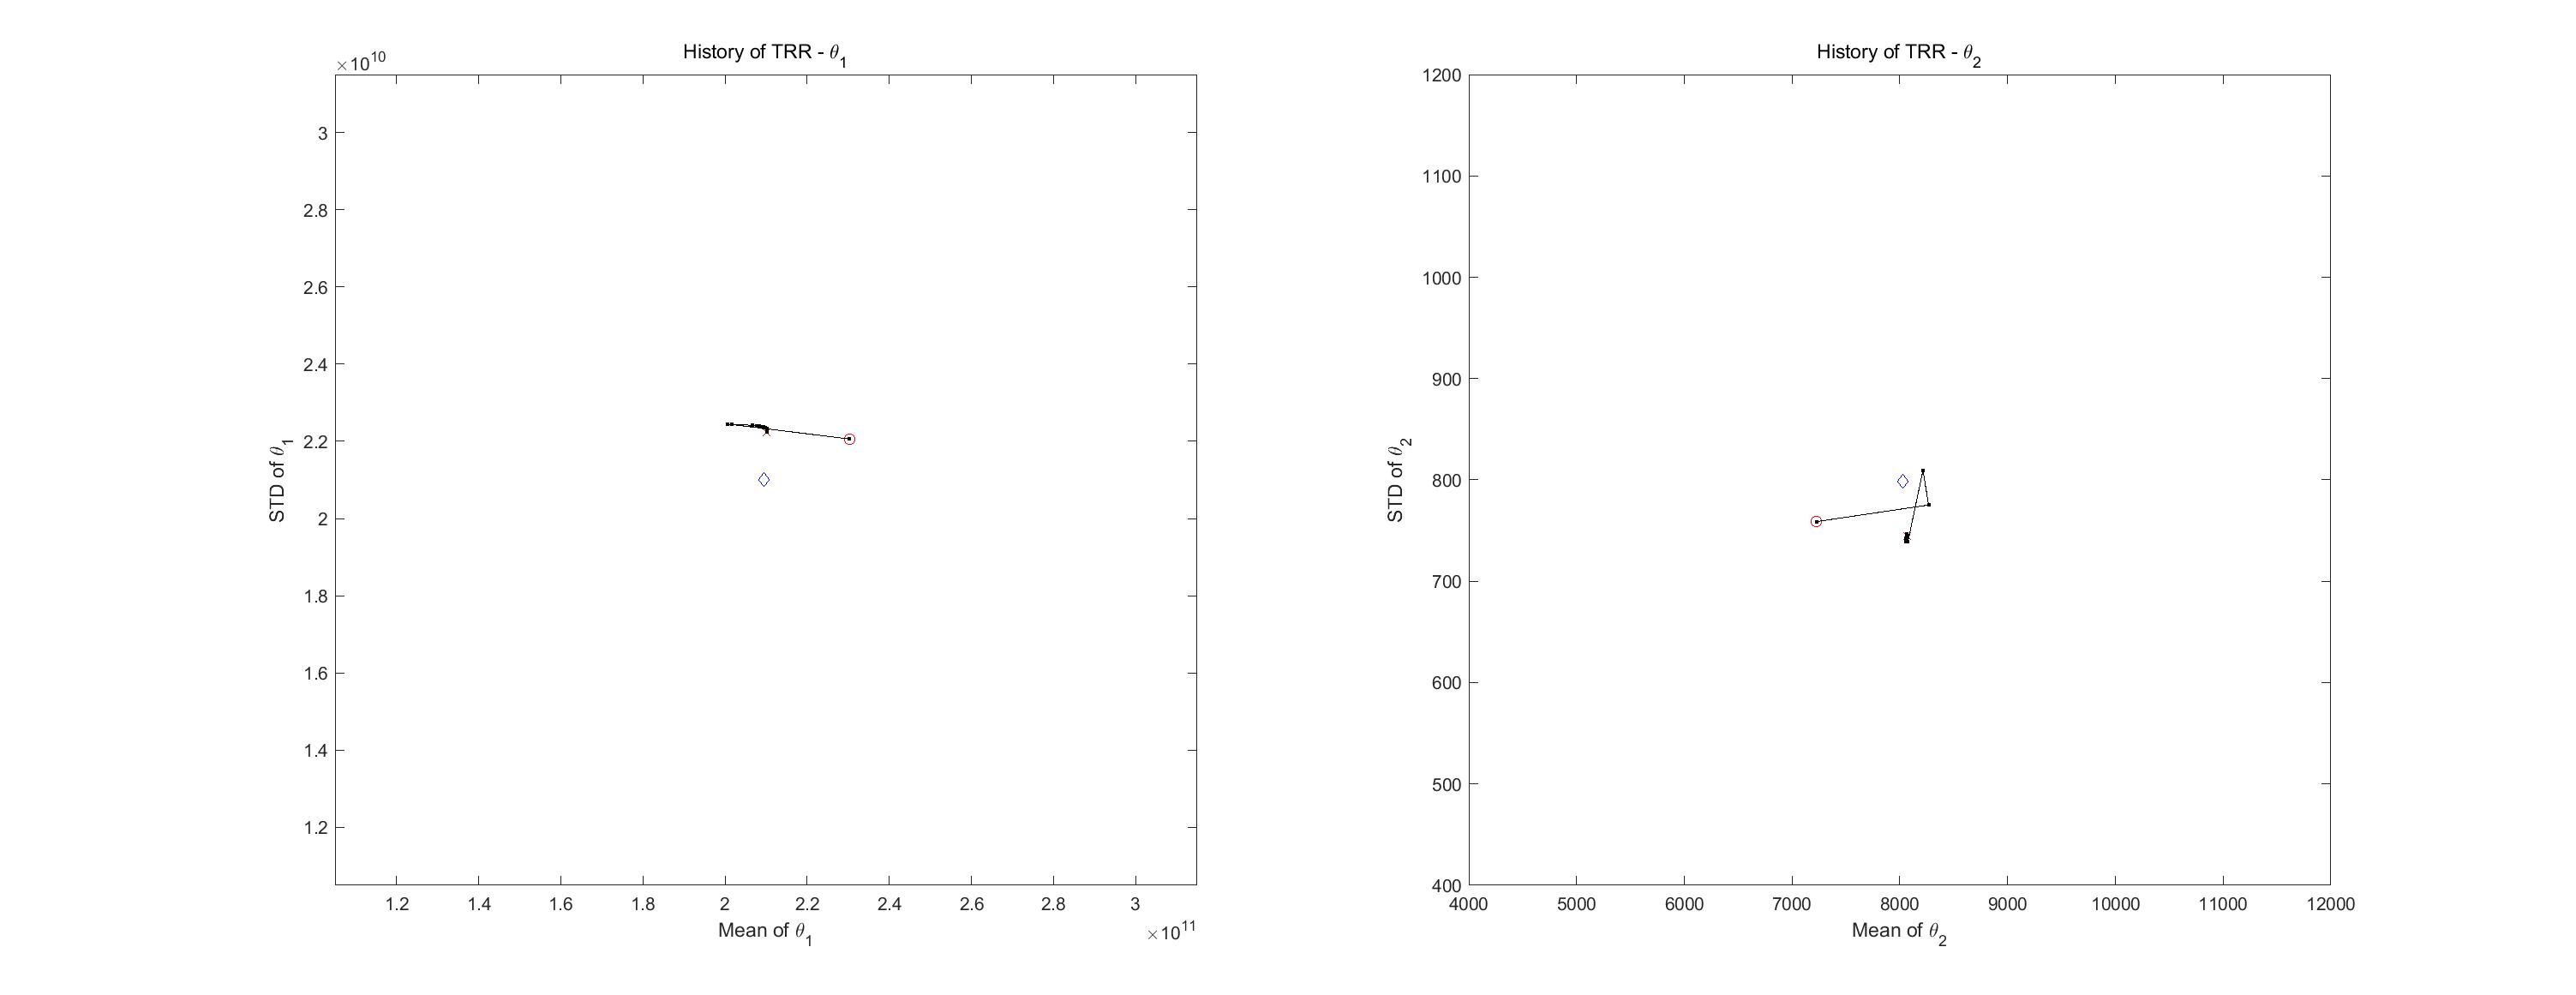 History of TRR - θ1
×10^10
3
2.8
2.6
2.4
2.2
2
1.8
1.6
1.4
1.2
STD of θ1
1.2 1.4 1.6 1.8 2 2.2 2.4 2.6 2.8 3
Mean of θ1
×10^11
History of TRR - θ2
1200
1100
1000
900
800
700
600
500
400
STD of θ2
4000 5000 6000 7000 8000 9000 10000 11000 12000
Mean of θ2